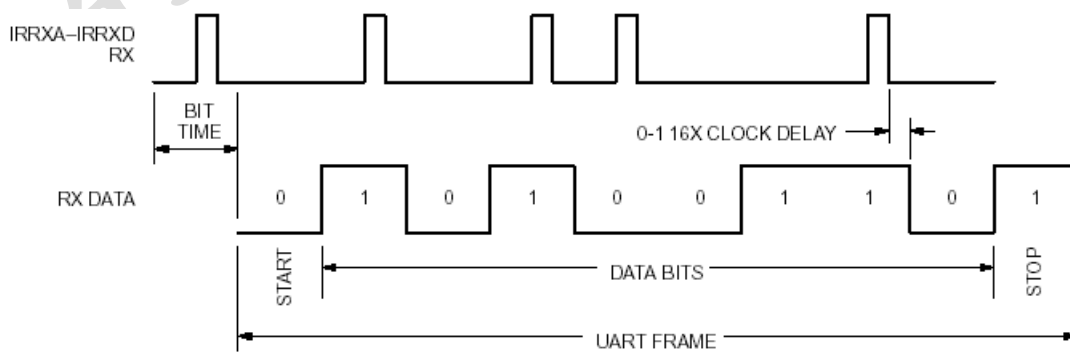 IRRXA–IRRXD
RX
BIT
TIME
0-1 16X CLOCK DELAY
RX DATA
0 1 0 1 0 0 1 1 0 1
START
DATA BITS
STOP
UART FRAME